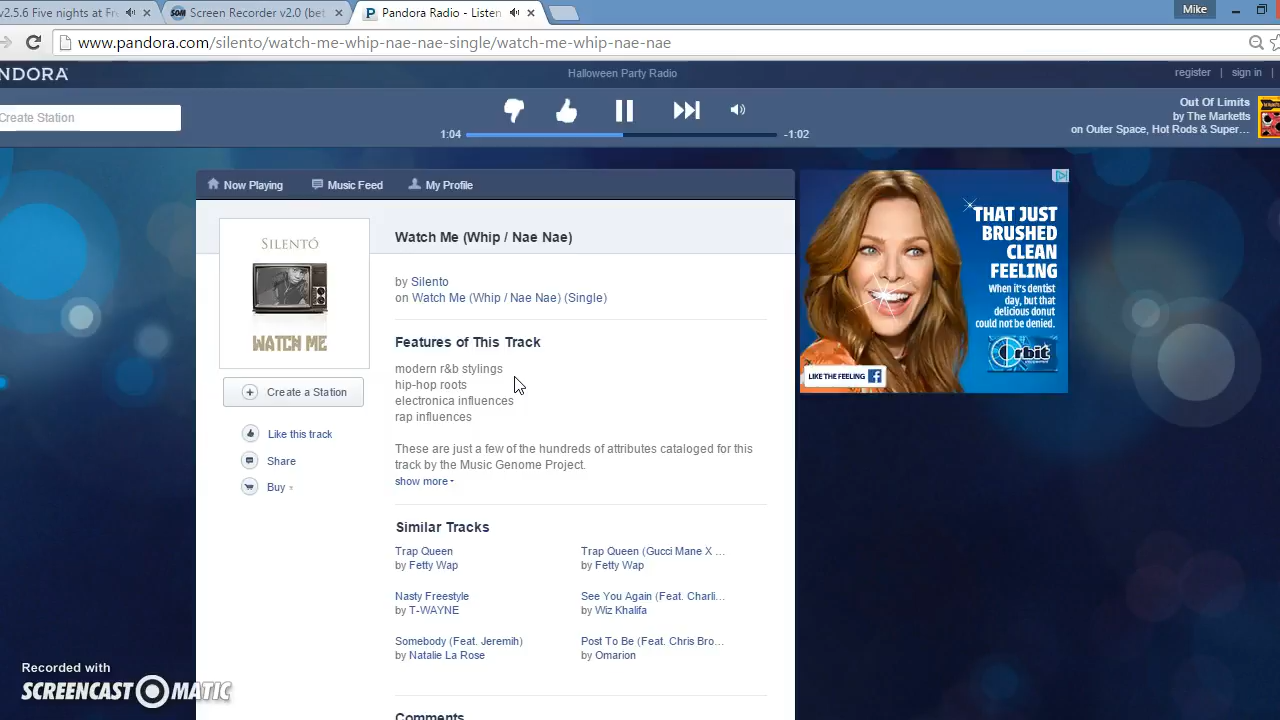 v2.5.6 Five nights at Fr
Screen Recorder v2.0 (bet
Pandora Radio - Listen
Mike
www.pandora.com/silento/watch-me-whip-nae-nae-single/watch-me-whip-nae-nae
NDORA
Halloween Party Radio
register | sign in |
Create Station
1:04
-1:02
Out Of Limits
by The Marketts
on Outer Space, Hot Rods & Super...
Now Playing
Music Feed
My Profile
SILENTÓ
WATCH ME
Create a Station
Like this track
Share
Buy
Watch Me (Whip / Nae Nae)
by Silento
on Watch Me (Whip / Nae Nae) (Single)
Features of This Track
modern r&b stylings
hip-hop roots
electronica influences
rap influences
These are just a few of the hundreds of attributes cataloged for this
track by the Music Genome Project.
show more
Similar Tracks
Trap Queen
by Fetty Wap
Trap Queen (Gucci Mane X ...
by Fetty Wap
Nasty Freestyle
by T-WAYNE
See You Again (Feat. Charli...
by Wiz Khalifa
Somebody (Feat. Jeremih)
by Natalie La Rose
Post To Be (Feat. Chris Bro...
by Omarion
Comments
THAT JUST
BRUSHED
CLEAN
FEELING
When it's dentist
day, but that
delicious donut
could not be denied.
Orbit
LIKE THE FEELING
Recorded with
SCREENCAST MATIC